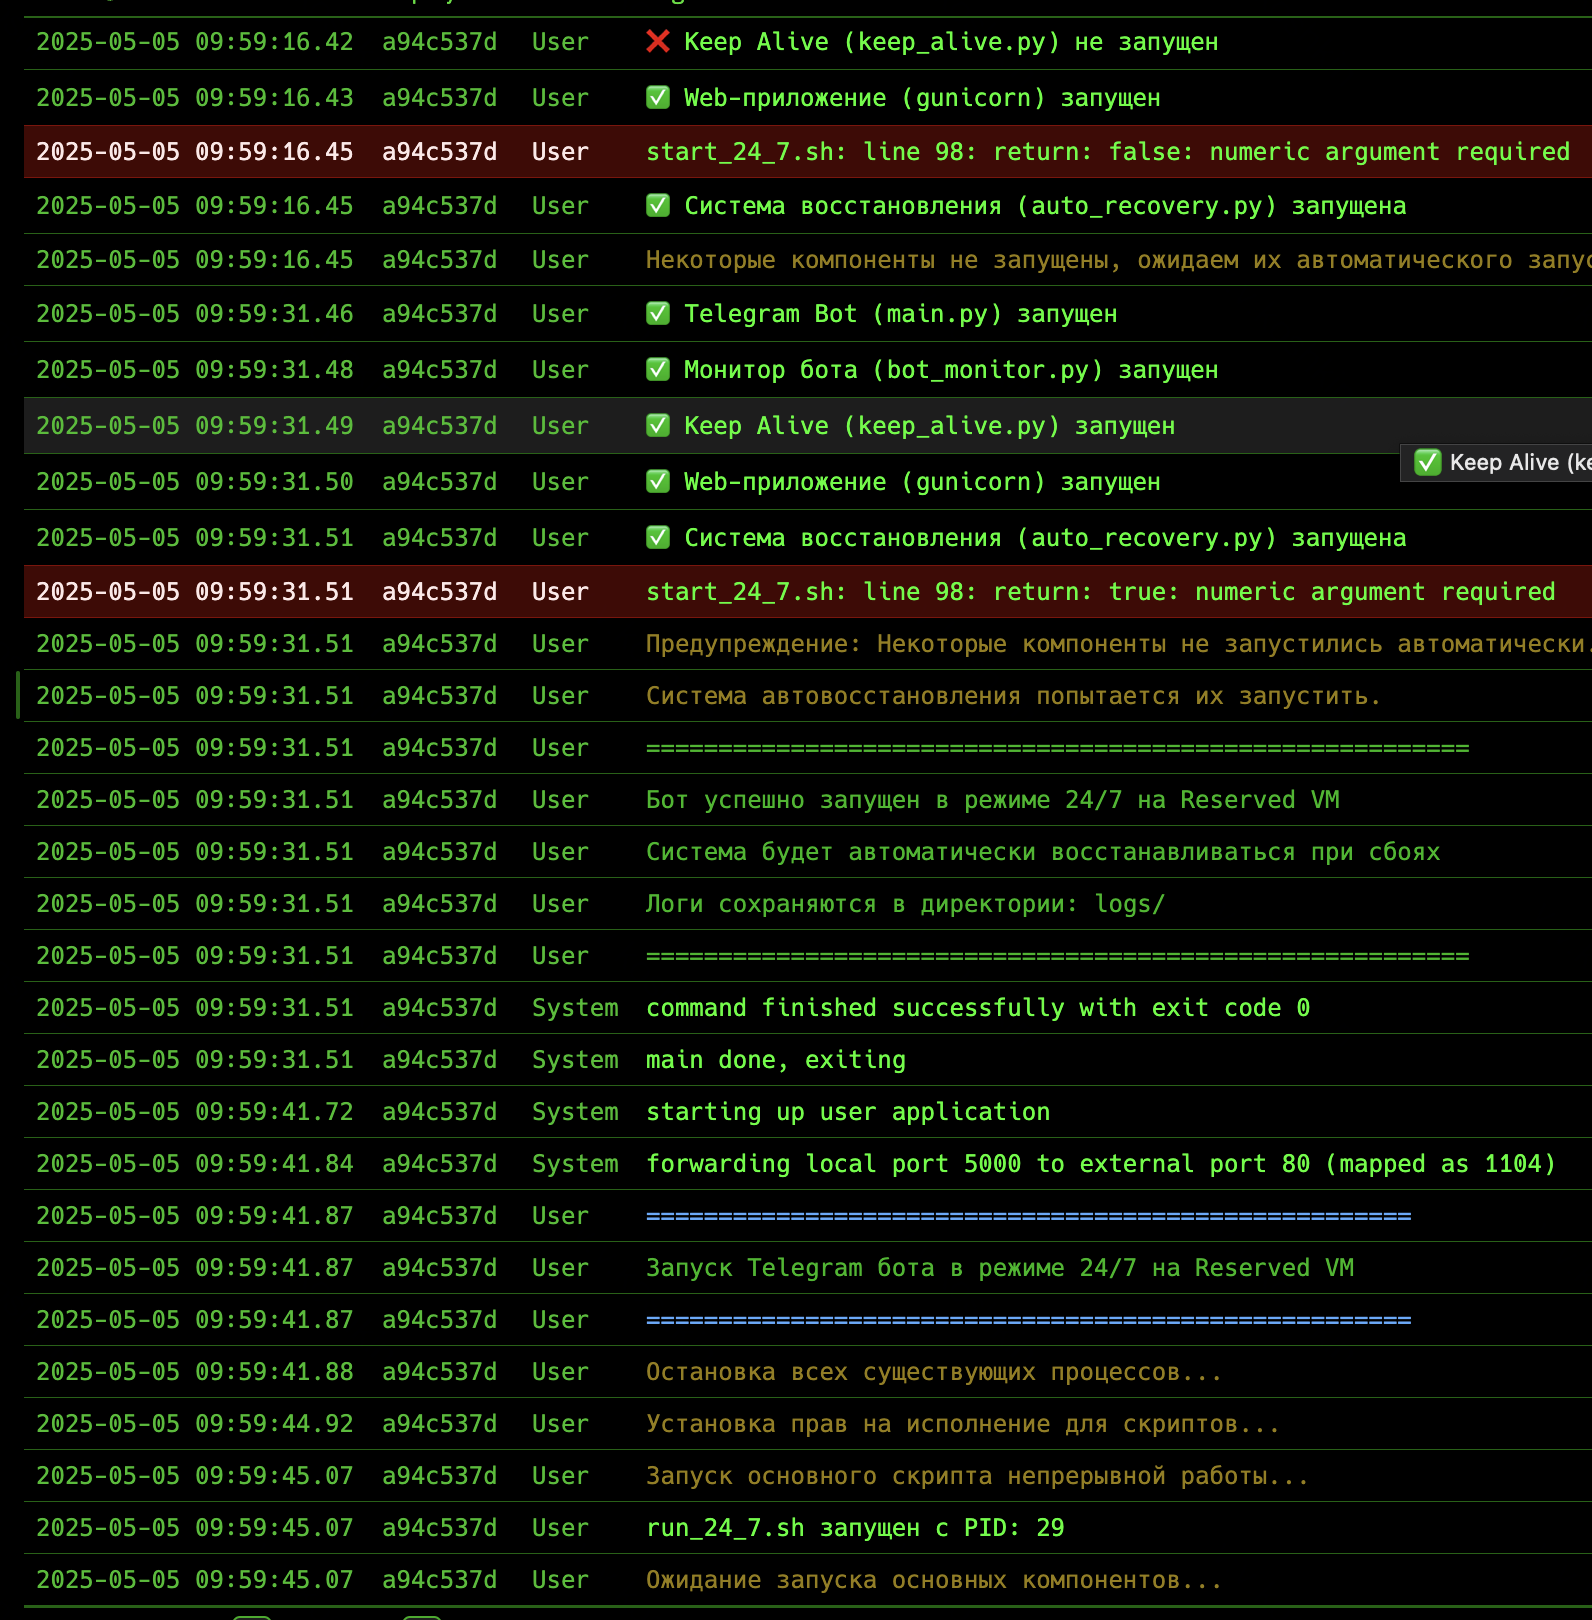 2025-05-05 09:59:16.42 a94c537d User ❌ Keep Alive (keep_alive.py) не запущен
2025-05-05 09:59:16.43 a94c537d User ✅ Web-приложение (gunicorn) запущен
2025-05-05 09:59:16.45 a94c537d User start_24_7.sh: line 98: return: false: numeric argument required
2025-05-05 09:59:16.45 a94c537d User ✅ Система восстановления (auto_recovery.py) запущена
2025-05-05 09:59:16.45 a94c537d User Некоторые компоненты не запущены, ожидаем их автоматического запус
2025-05-05 09:59:31.46 a94c537d User ✅ Telegram Bot (main.py) запущен
2025-05-05 09:59:31.48 a94c537d User ✅ Монитор бота (bot_monitor.py) запущен
2025-05-05 09:59:31.49 a94c537d User ✅ Keep Alive (keep_alive.py) запущен
✅ Keep Alive (ke
2025-05-05 09:59:31.50 a94c537d User ✅ Web-приложение (gunicorn) запущен
2025-05-05 09:59:31.51 a94c537d User ✅ Система восстановления (auto_recovery.py) запущена
2025-05-05 09:59:31.51 a94c537d User start_24_7.sh: line 98: return: true: numeric argument required
2025-05-05 09:59:31.51 a94c537d User Предупреждение: Некоторые компоненты не запустились автоматически.
2025-05-05 09:59:31.51 a94c537d User Система автовосстановления попытается их запустить.
2025-05-05 09:59:31.51 a94c537d User =========================================================
2025-05-05 09:59:31.51 a94c537d User Бот успешно запущен в режиме 24/7 на Reserved VM
2025-05-05 09:59:31.51 a94c537d User Система будет автоматически восстанавливаться при сбоях
2025-05-05 09:59:31.51 a94c537d User Логи сохраняются в директории: logs/
2025-05-05 09:59:31.51 a94c537d User =========================================================
2025-05-05 09:59:31.51 a94c537d System command finished successfully with exit code 0
2025-05-05 09:59:31.51 a94c537d System main done, exiting
2025-05-05 09:59:41.72 a94c537d System starting up user application
2025-05-05 09:59:41.84 a94c537d System forwarding local port 5000 to external port 80 (mapped as 1104)
2025-05-05 09:59:41.87 a94c537d User =====================================================
2025-05-05 09:59:41.87 a94c537d User Запуск Telegram бота в режиме 24/7 на Reserved VM
2025-05-05 09:59:41.87 a94c537d User =====================================================
2025-05-05 09:59:41.88 a94c537d User Остановка всех существующих процессов...
2025-05-05 09:59:44.92 a94c537d User Установка прав на исполнение для скриптов...
2025-05-05 09:59:45.07 a94c537d User Запуск основного скрипта непрерывной работы...
2025-05-05 09:59:45.07 a94c537d User run_24_7.sh запущен с PID: 29
2025-05-05 09:59:45.07 a94c537d User Ожидание запуска основных компонентов...